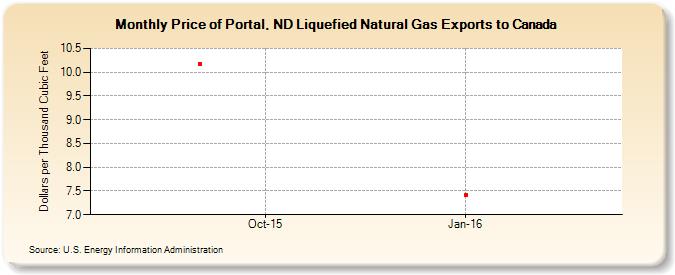 Monthly Price of Portal, ND Liquefied Natural Gas Exports to Canada
Dollars per Thousand Cubic Feet
10.5
10.0
9.5
9.0
8.5
8.0
7.5
7.0
Oct-15
Jan-16
Source: U.S. Energy Information Administration